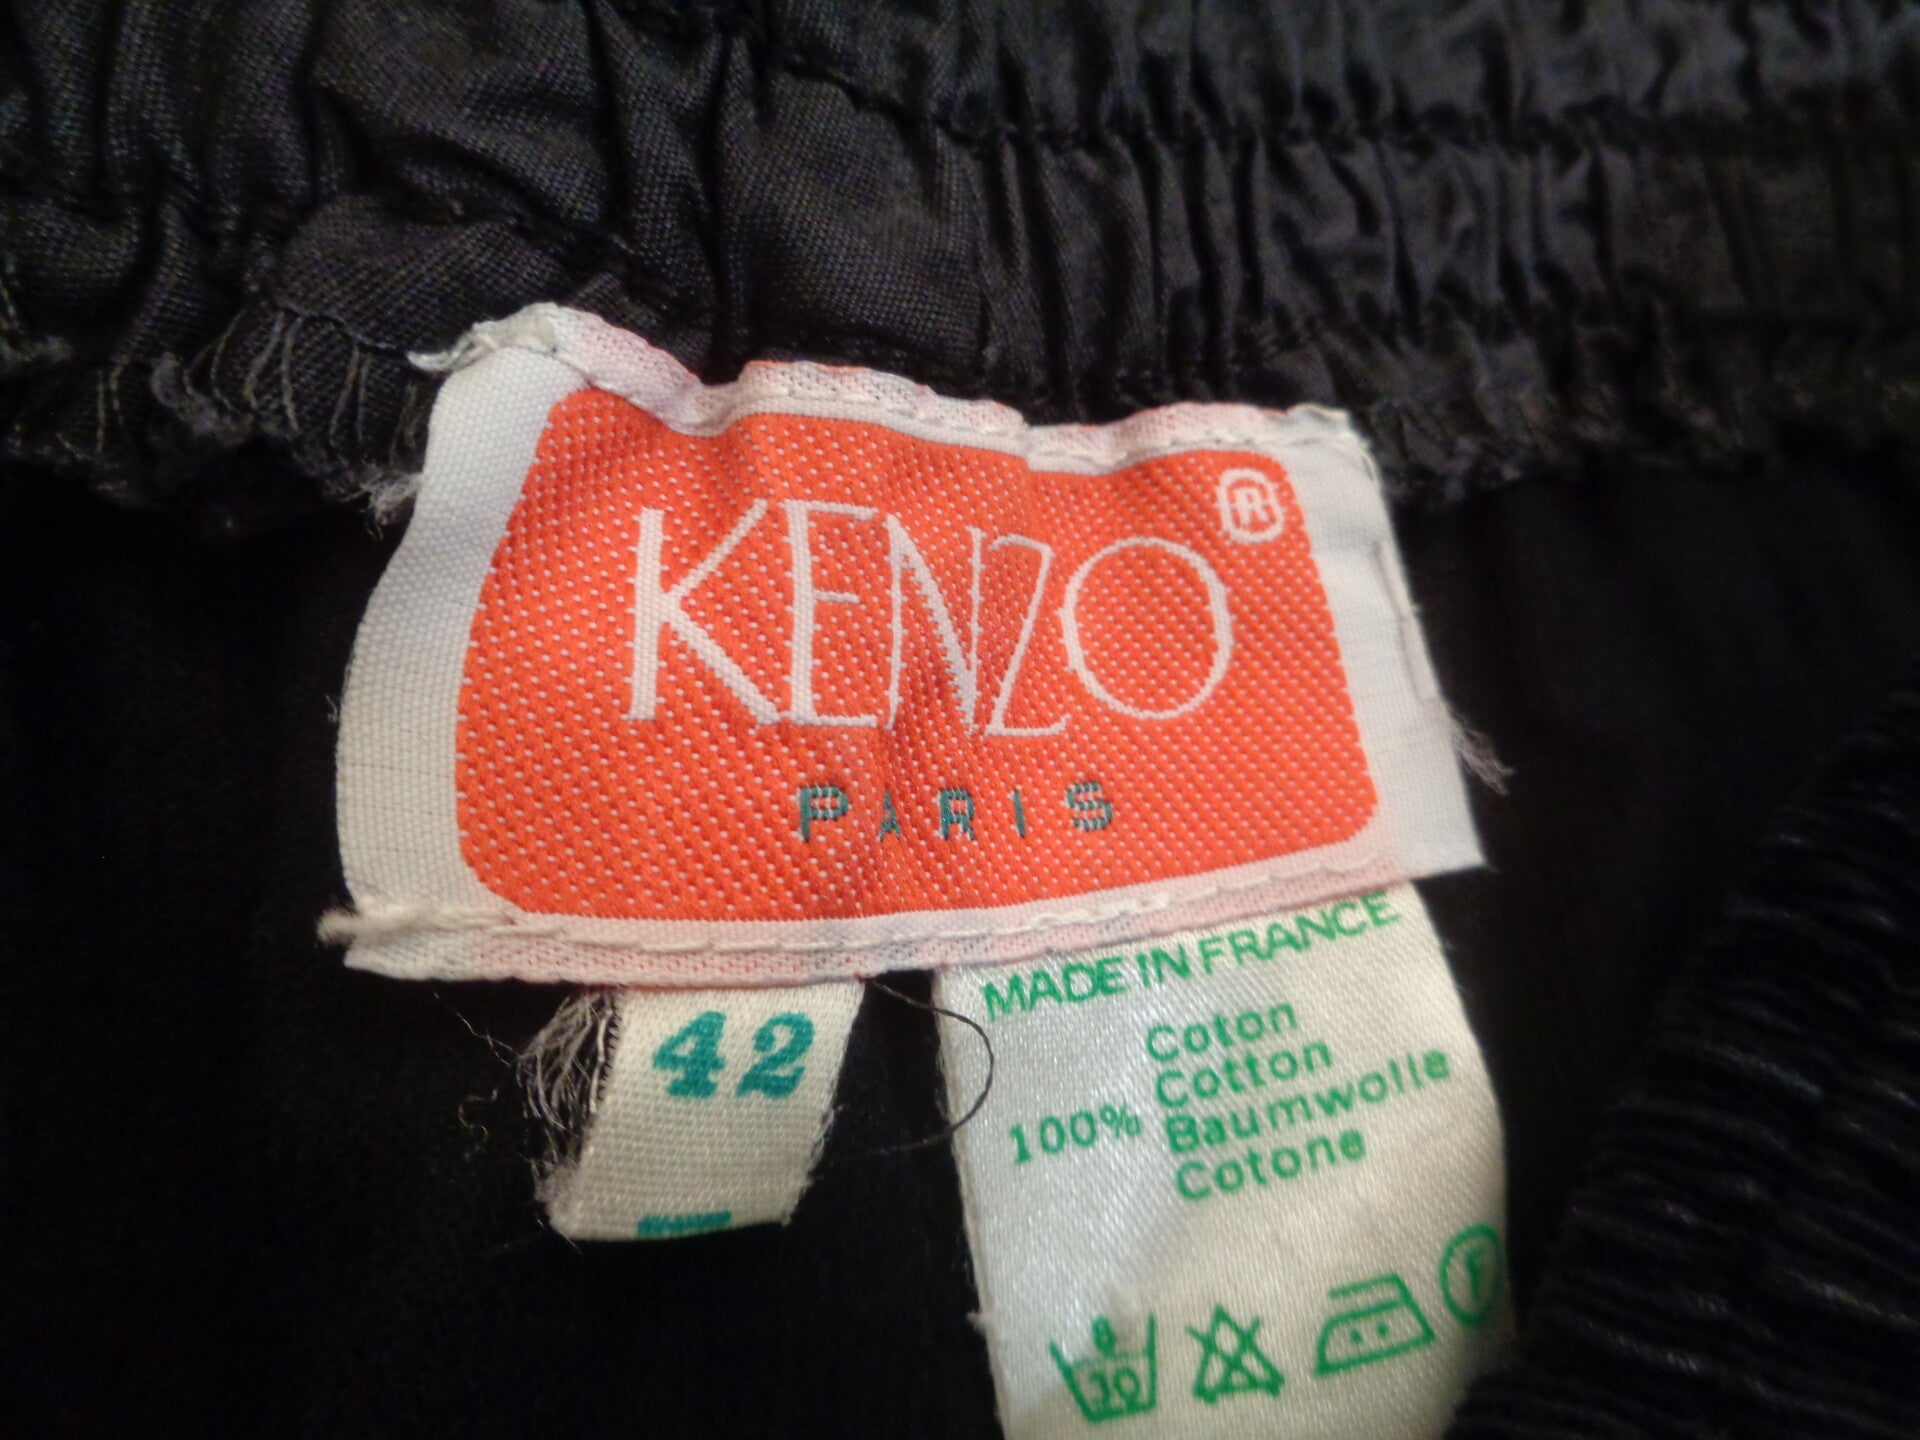 KENZO®
PARIS
42
MADE IN FRANCE
Coton
Cotton
100% Baumwolle
Cotone
F